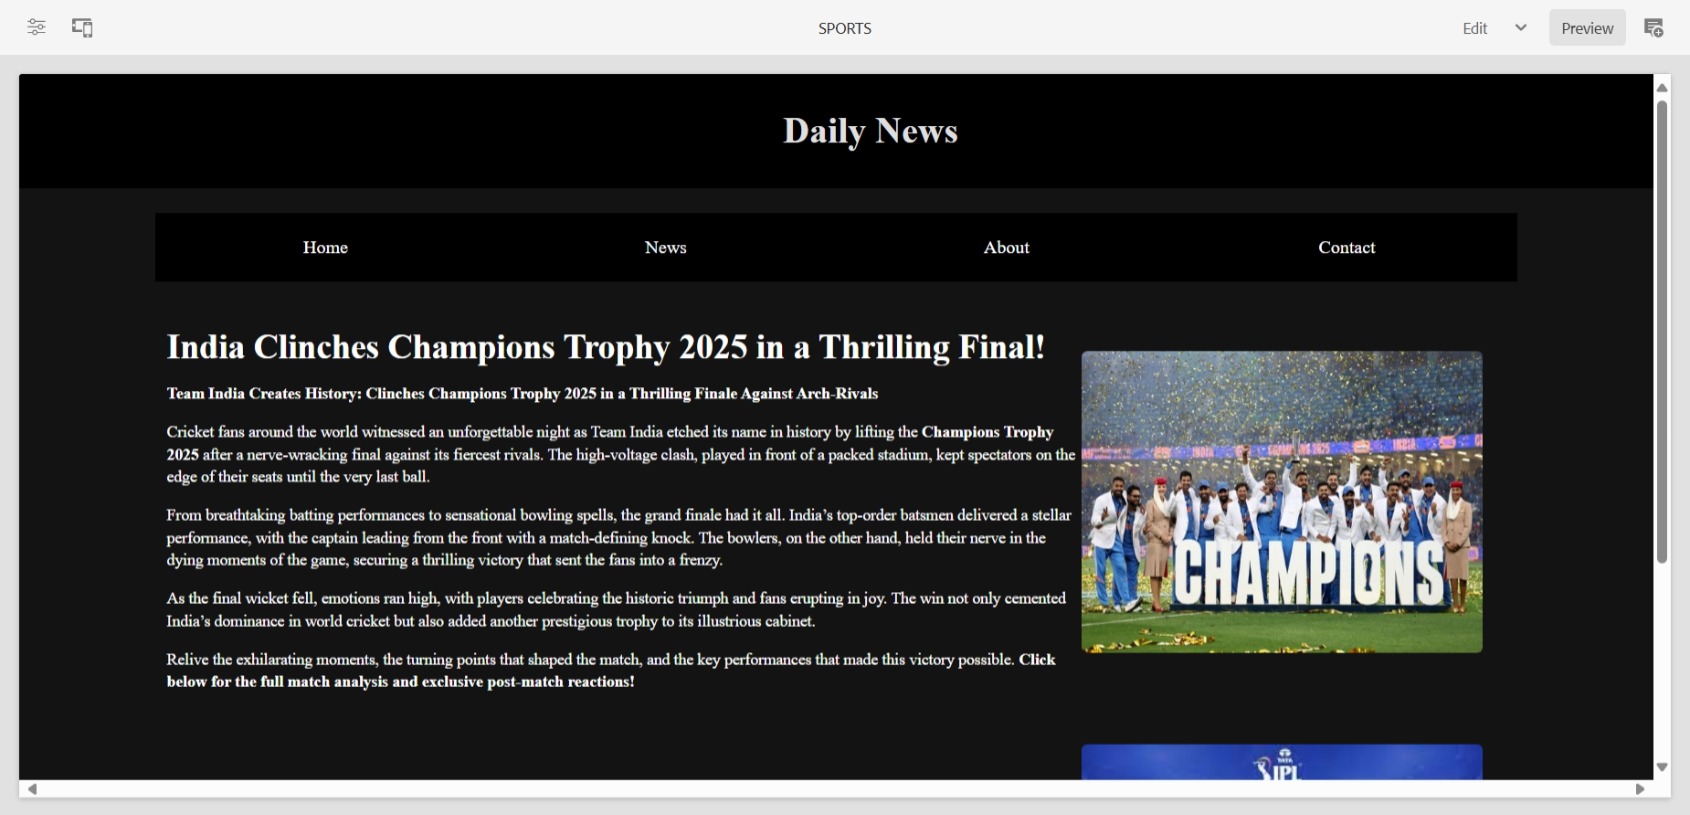 SPORTS
Edit
Preview
Daily News
Home
News
About
Contact
India Clinches Champions Trophy 2025 in a Thrilling Final!
Team India Creates History: Clinches Champions Trophy 2025 in a Thrilling Finale Against Arch-Rivals
Cricket fans around the world witnessed an unforgettable night as Team India etched its name in history by lifting the Champions Trophy
2025 after a nerve-wracking final against its fiercest rivals. The high-voltage clash, played in front of a packed stadium, kept spectators on the
edge of their seats until the very last ball.
From breathtaking batting performances to sensational bowling spells, the grand finale had it all. India’s top-order batsmen delivered a stellar
performance, with the captain leading from the front with a match-defining knock. The bowlers, on the other hand, held their nerve in the
dying moments of the game, securing a thrilling victory that sent the fans into a frenzy.
As the final wicket fell, emotions ran high, with players celebrating the historic triumph and fans erupting in joy. The win not only cemented
India’s dominance in world cricket but also added another prestigious trophy to its illustrious cabinet.
Relive the exhilarating moments, the turning points that shaped the match, and the key performances that made this victory possible. Click
below for the full match analysis and exclusive post-match reactions!
CHAMPIONS
TATA
IPL